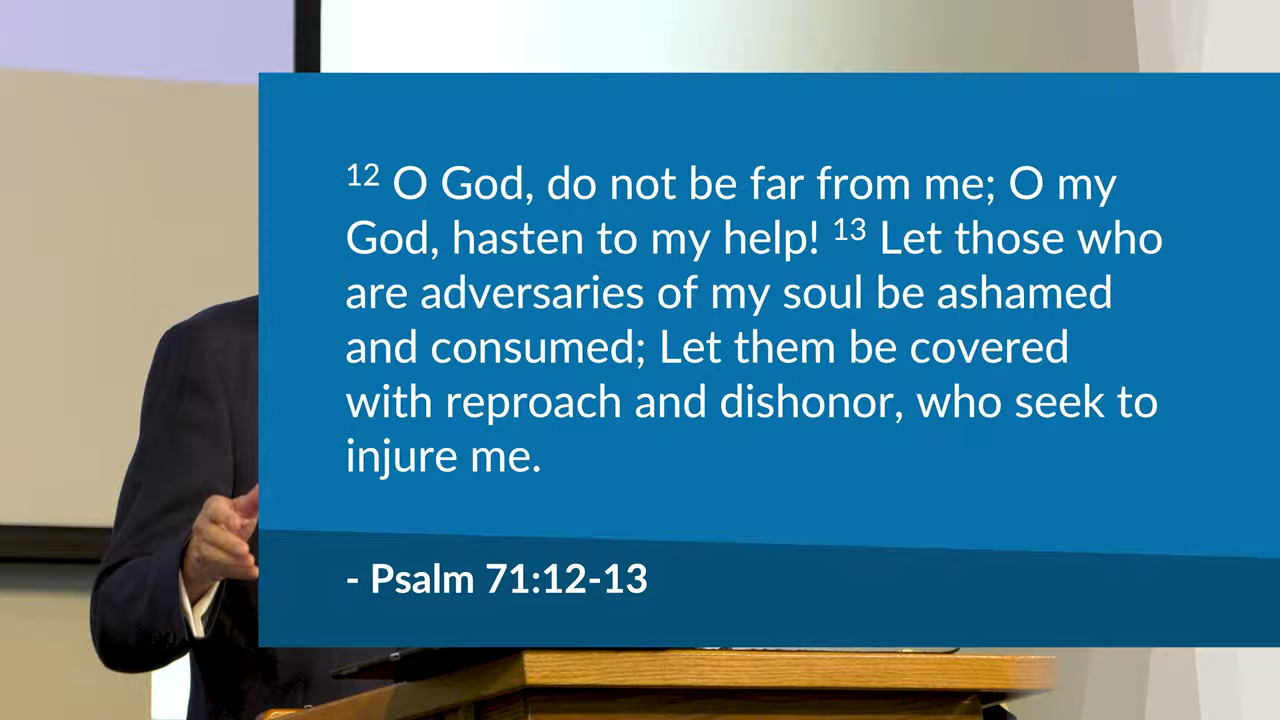 12 O God, do not be far from me; O my
God, hasten to my help! 13 Let those who
are adversaries of my soul be ashamed
and consumed; Let them be covered
with reproach and dishonor, who seek to
injure me.
- Psalm 71:12-13